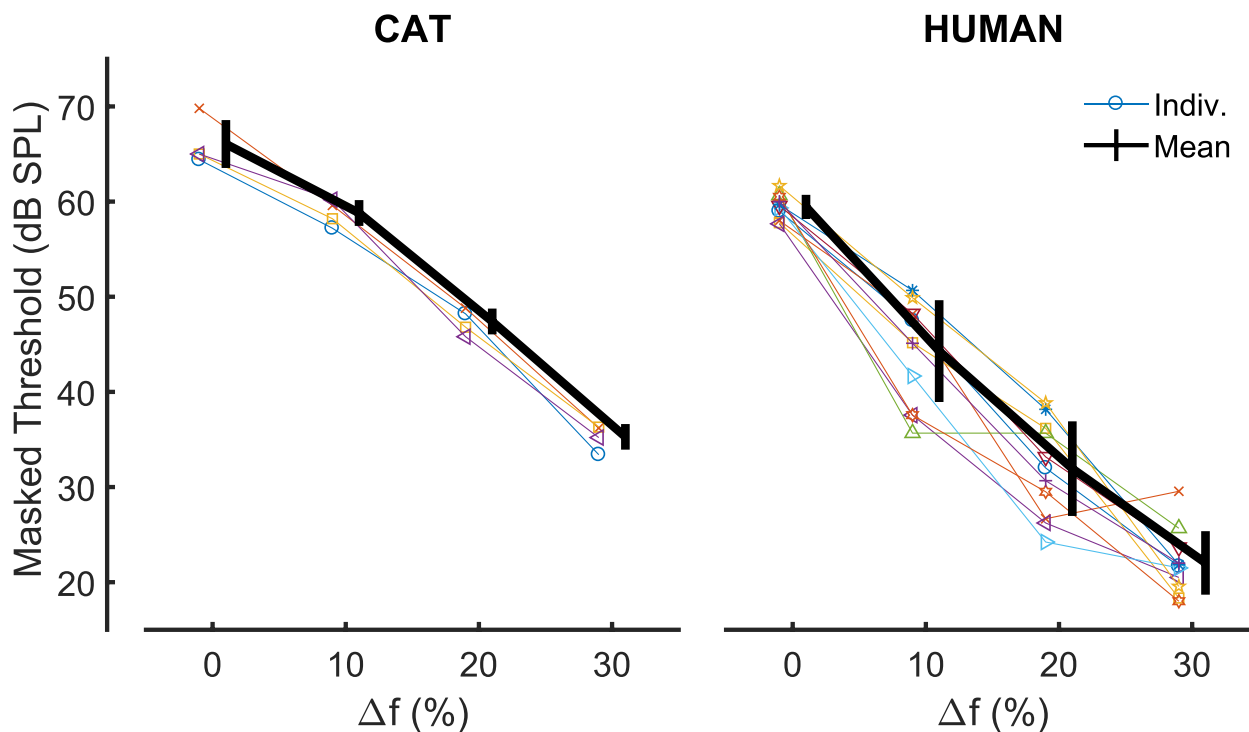 CAT
HUMAN
Masked Threshold (dB SPL)
70
60
50
40
30
20
Indiv.
Mean
0 10 20 30
0 10 20 30
Δf (%)
Δf (%)